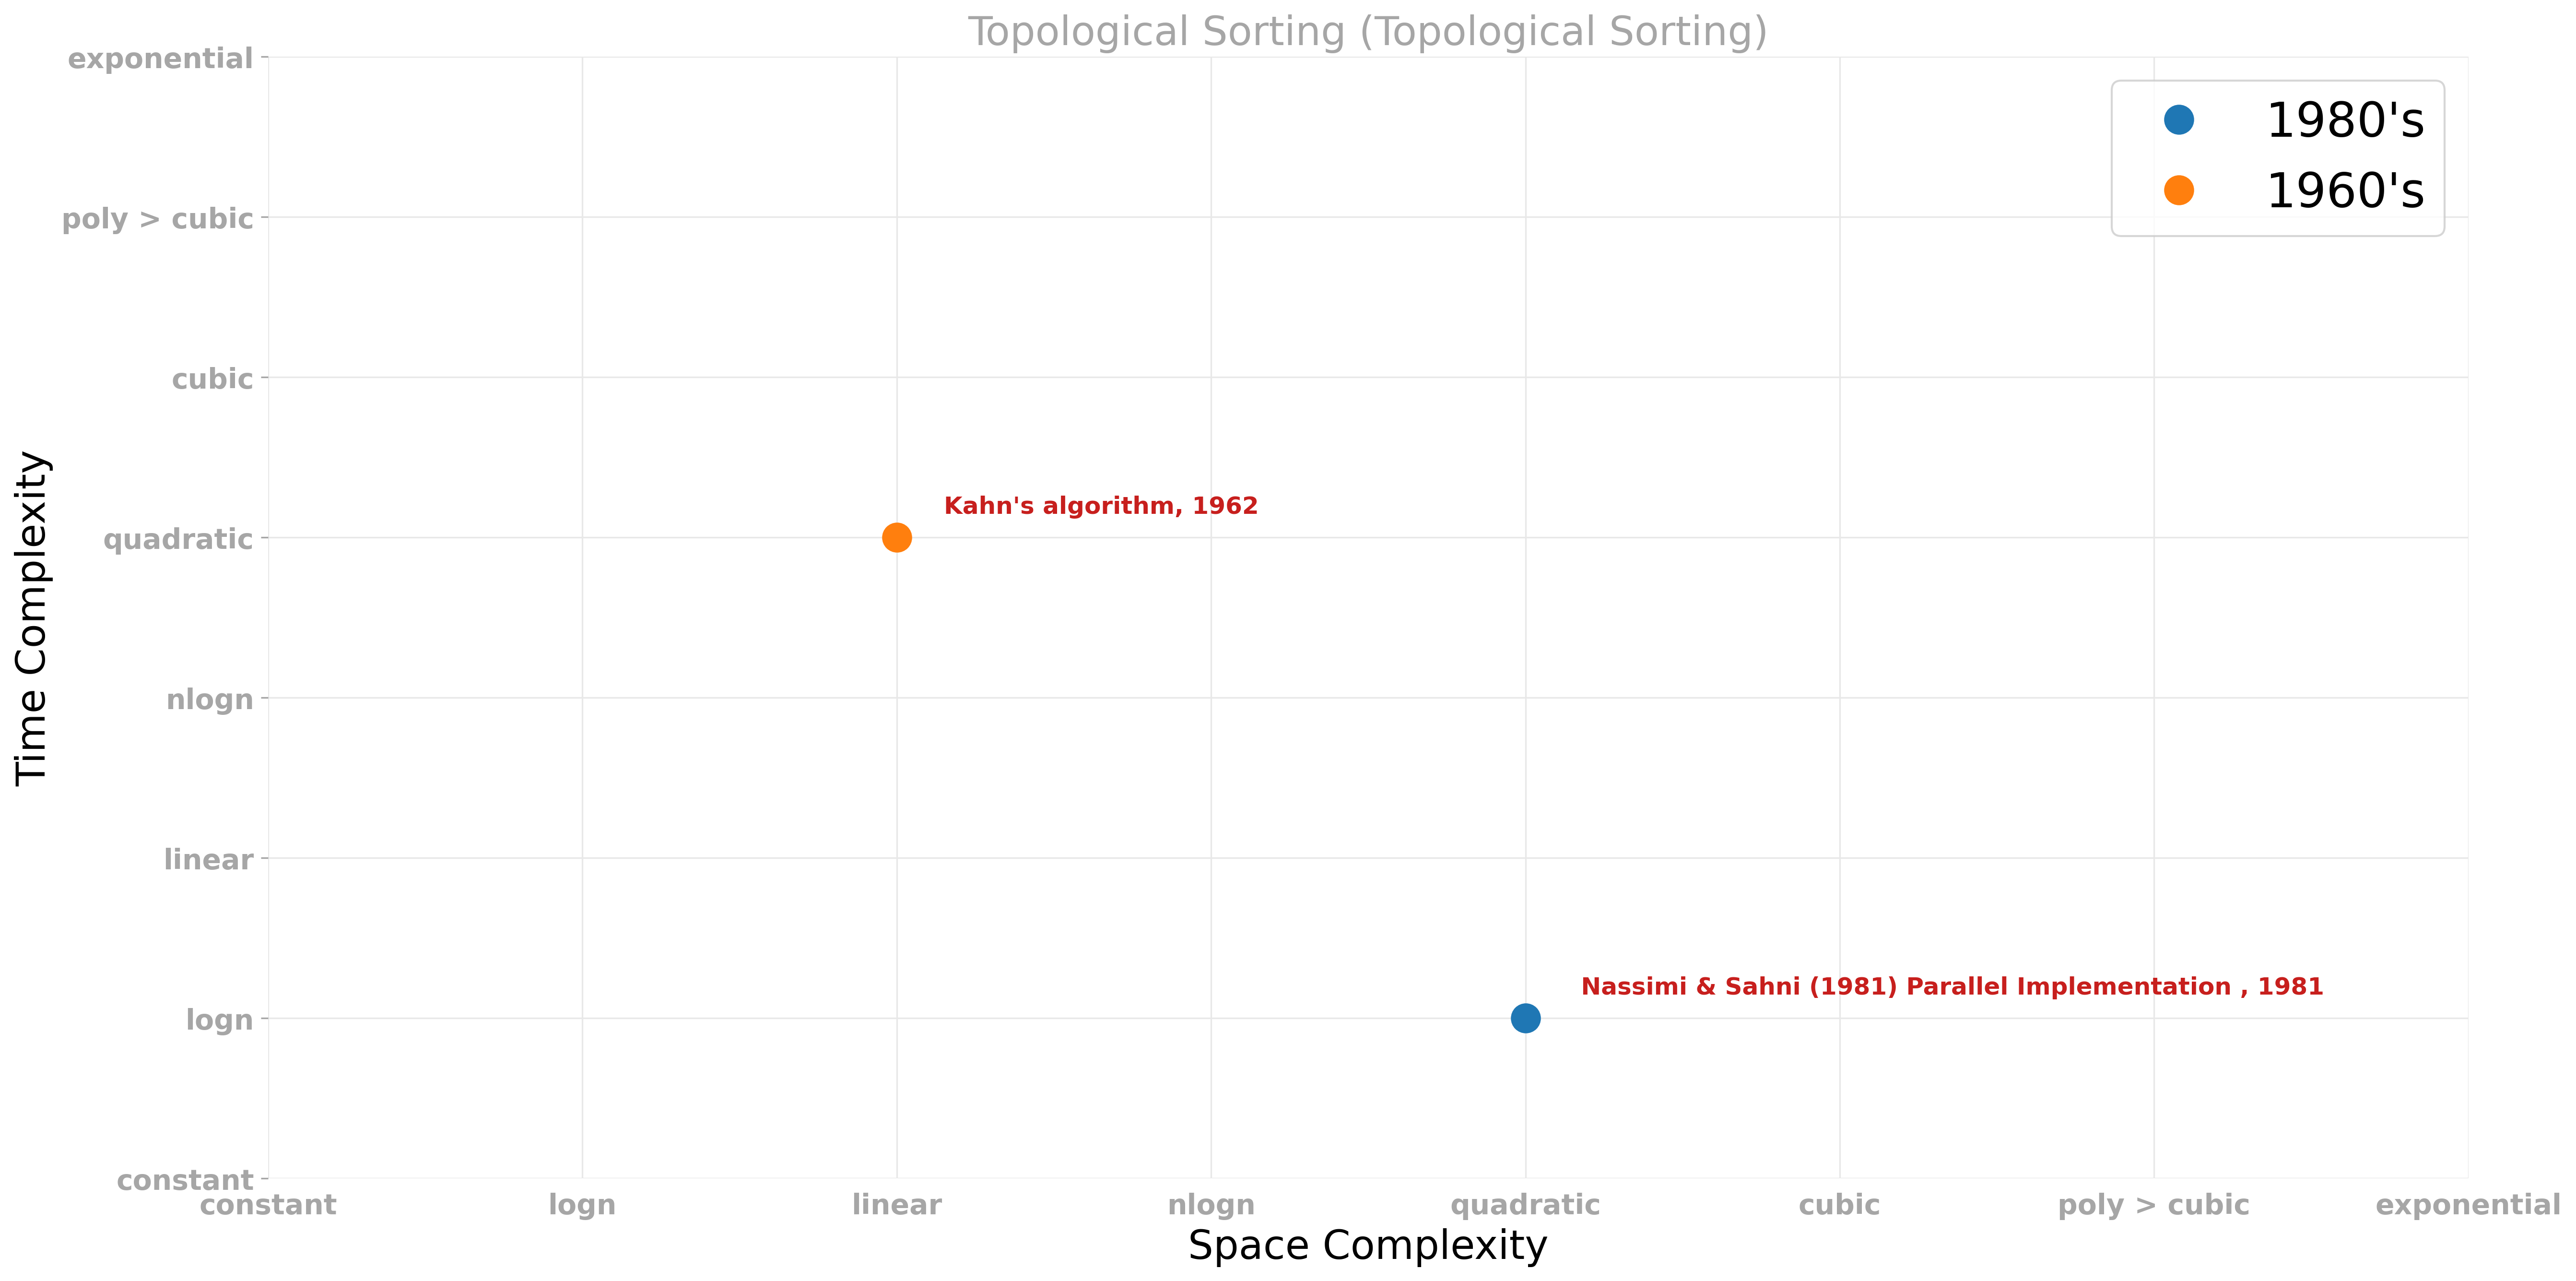 Topological Sorting (Topological Sorting)
exponential
poly > cubic
cubic
quadratic
nlogn
linear
logn
constant
Time Complexity
1980's
1960's
Kahn's algorithm, 1962
Nassimi & Sahni (1981) Parallel Implementation , 1981
constant
logn
linear
nlogn
quadratic
cubic
poly > cubic
exponential
Space Complexity